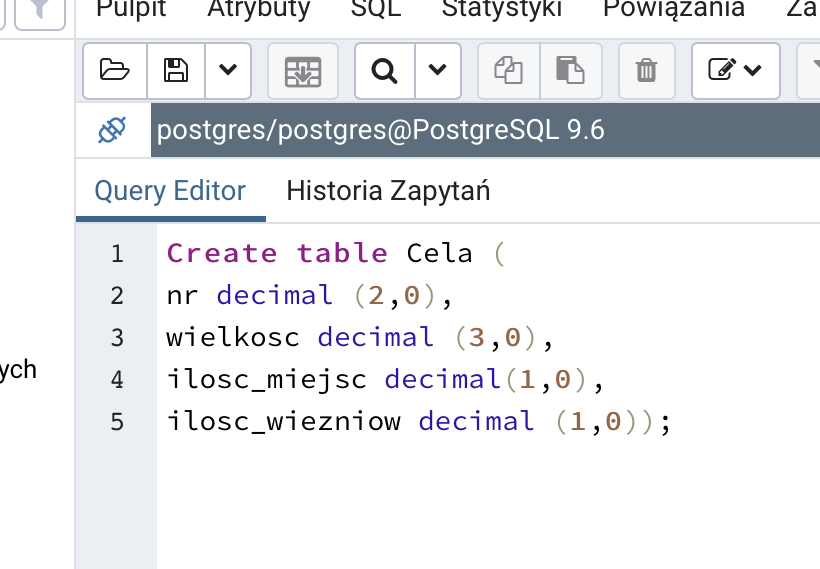 Pulpit Atrybuty SQL Statystyki Powiązania Za
postgres/postgres@PostgreSQL 9.6
Query Editor Historia Zapytań
ych
1 Create table Cela (
2 nr decimal (2,0),
3 wielkosc decimal (3,0),
4 ilosc_miejsc decimal(1,0),
5 ilosc_wiezniow decimal (1,0));